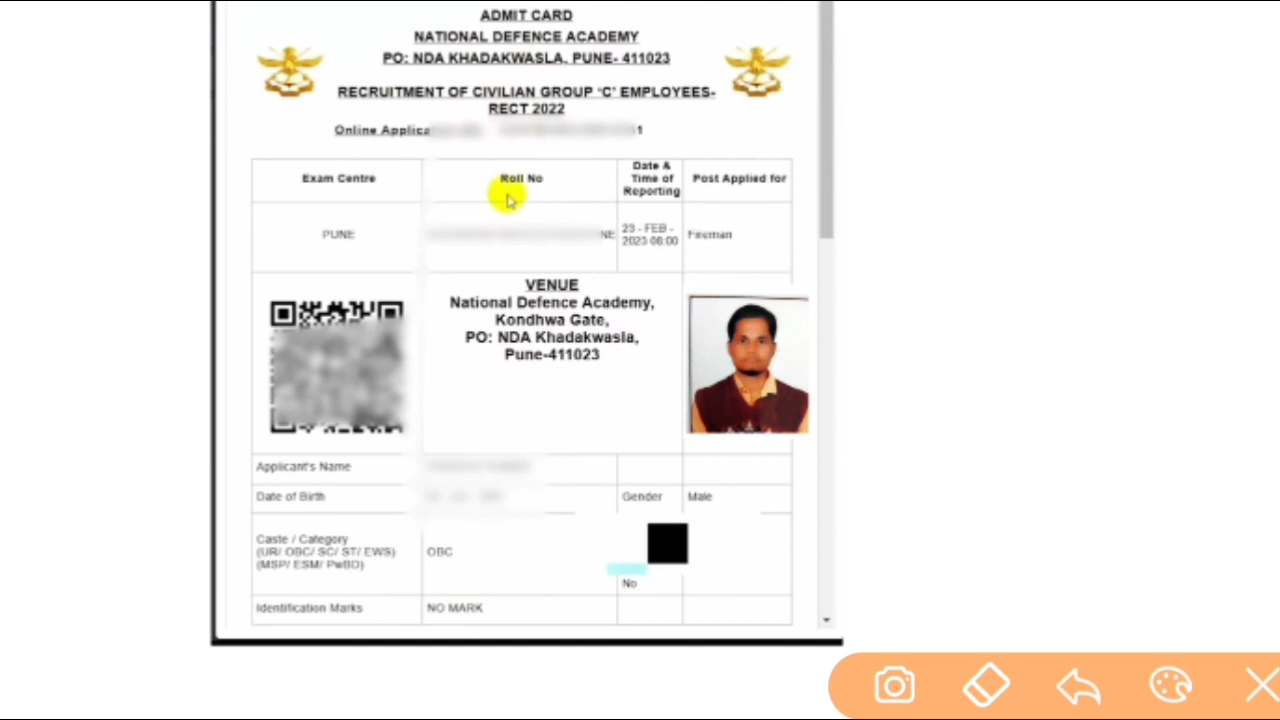 ADMIT CARD
NATIONAL DEFENCE ACADEMY
PO: NDA KHADAKWASLA, PUNE- 411023
RECRUITMENT OF CIVILIAN GROUP 'C' EMPLOYEES-
RECT 2022
Online Applica
Exam Centre
Roll No
Date &
Time of
Reporting
Post Applied for
PUNE
NE
23 - FEB -
2023 08:00
Fireman
VENUE
National Defence Academy,
Kondhwa Gate,
PO: NDA Khadakwasla,
Pune-411023
Applicant's Name
Date of Birth
Gender
Male
Caste / Category
(UR/ OBC/ SC/ ST/ EWS)
(MSP/ ESM/ PwBD)
OBC
No
Identification Marks
NO MARK